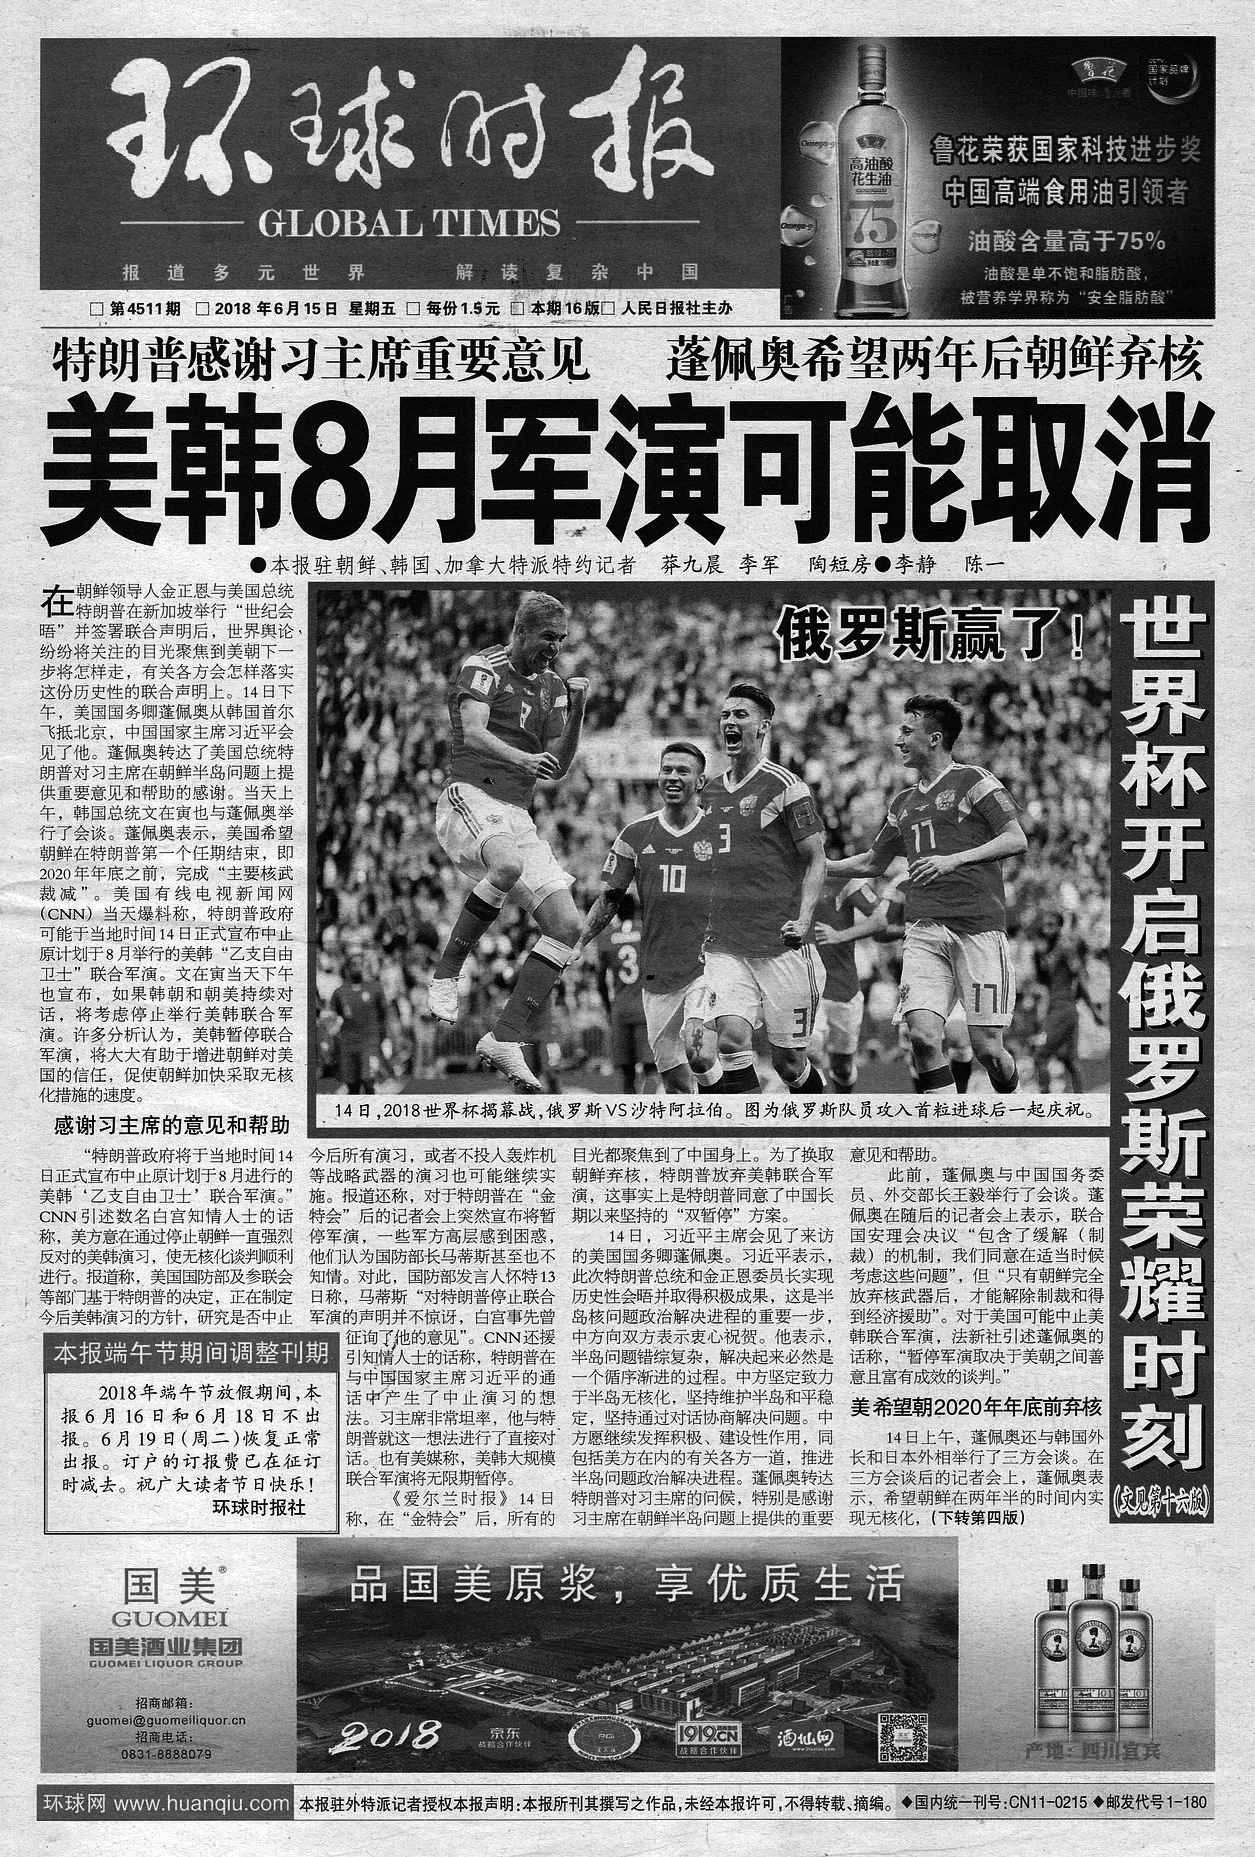 环球时报
GLOBAL TIMES
报道多元世界 解读复杂中国
鲁花
中国味 鲁花香
国家品牌
计划
Omega-9
Omega-9
Omega-9
高油酸
花生油
75
鲁花荣获国家科技进步奖
中国高端食用油引领者
油酸含量高于75%
油酸是单不饱和脂肪酸，
被营养学界称为“安全脂肪酸”
广告
□第4511期 □2018年6月15日 星期五 □每份1.5元 □本期16版□人民日报社主办
特朗普感谢习主席重要意见 蓬佩奥希望两年后朝鲜弃核
美韩8月军演可能取消
●本报驻朝鲜、韩国、加拿大特派特约记者 莽九晨 李军 陶短房●李静 陈一
在朝鲜领导人金正恩与美国总统
特朗普在新加坡举行“世纪会
晤”并签署联合声明后，世界舆论
纷纷将关注的目光聚焦到美朝下一
步将怎样走，有关各方会怎样落实
这份历史性的联合声明上。14日下
午，美国国务卿蓬佩奥从韩国首尔
飞抵北京，中国国家主席习近平会
见了他。蓬佩奥转达了美国总统特
朗普对习主席在朝鲜半岛问题上提
供重要意见和帮助的感谢。当天上
午，韩国总统文在寅也与蓬佩奥举
行了会谈。蓬佩奥表示，美国希望
朝鲜在特朗普第一个任期结束，即
2020年年底之前，完成“主要核武
裁减”。美国有线电视新闻网
（CNN）当天爆料称，特朗普政府
可能于当地时间14日正式宣布中止
原计划于8月举行的美韩“乙支自由
卫士”联合军演。文在寅当天下午
也宣布，如果韩朝和朝美持续对
话，将考虑停止举行美韩联合军
演。许多分析认为，美韩暂停联合
军演，将大大有助于增进朝鲜对美
国的信任，促使朝鲜加快采取无核
化措施的速度。
感谢习主席的意见和帮助
“特朗普政府将于当地时间14
日正式宣布中止原计划于8月进行的
美韩‘乙支自由卫士’联合军演。”
CNN引述数名白宫知情人士的话
称，美方意在通过停止朝鲜一直强烈
反对的美韩演习，使无核化谈判顺利
进行。报道称，美国国防部及参联会
等部门基于特朗普的决定，正在制定
今后美韩演习的方针，研究是否中止
今后所有演习，或者不投入轰炸机
等战略武器的演习也可能继续实
施。报道还称，对于特朗普在“金
特会”后的记者会上突然宣布将暂
停军演，一些军方高层感到困惑，
他们认为国防部长马蒂斯甚至也不
知情。对此，国防部发言人怀特13
日称，马蒂斯“对特朗普停止联合
军演的声明并不惊讶，白宫事先曾
征询了他的意见”。CNN还援
引知情人士的话称，特朗普在
与中国国家主席习近平的通
话中产生了中止演习的想
法。习主席非常坦率，他与特
朗普就这一想法进行了直接对
话。也有美媒称，美韩大规模
联合军演将无限期暂停。
《爱尔兰时报》14日
称，在“金特会”后，所有的
目光都聚焦到了中国身上。为了换取
朝鲜弃核，特朗普放弃美韩联合军
演，这事实上是特朗普同意了中国长
期以来坚持的“双暂停”方案。
14日，习近平主席会见了来访
的美国国务卿蓬佩奥。习近平表示，
此次特朗普总统和金正恩委员长实现
历史性会晤并取得积极成果，这是半
岛核问题政治解决进程的重要一步，
中方向双方表示衷心祝贺。他表示，
半岛问题错综复杂，解决起来必然是
一个循序渐进的过程。中方坚定致力
于半岛无核化，坚持维护半岛和平稳
定，坚持通过对话协商解决问题。中
方愿继续发挥积极、建设性作用，同
包括美方在内的有关各方一道，推进
半岛问题政治解决进程。蓬佩奥转达
特朗普对习主席的问候，特别是感谢
习主席在朝鲜半岛问题上提供的重要
意见和帮助。
此前，蓬佩奥与中国国务委
员、外交部长王毅举行了会谈。蓬
佩奥在随后的记者会上表示，联合
国安理会决议“包含了缓解（制
裁）的机制，我们同意在适当时候
考虑这些问题”，但“只有朝鲜完全
放弃核武器后，才能解除制裁和得
到经济援助”。对于美国可能中止美
韩联合军演，法新社引述蓬佩奥的
话称，“暂停军演取决于美朝之间善
意且富有成效的谈判。”
美希望朝2020年年底前弃核
14日上午，蓬佩奥还与韩国外
长和日本外相举行了三方会谈。在
三方会谈后的记者会上，蓬佩奥表
示，希望朝鲜在两年半的时间内实
现无核化，（下转第四版）
俄罗斯赢了！
10
3
3
17
17
3
14日，2018世界杯揭幕战，俄罗斯VS沙特阿拉伯。图为俄罗斯队员攻入首粒进球后一起庆祝。
世界杯开启俄罗斯荣耀时刻
（文见第十六版）
本报端午节期间调整刊期
2018年端午节放假期间，本
报6月16日和6月18日不出
报。6月19日（周二）恢复正常
出报。订户的订报费已在征订
时减去。祝广大读者节日快乐！
环球时报社
国美®
GUOMEI
国美酒业集团
GUOMEI LIQUOR GROUP
招商邮箱：
guomei@guomeiliquor.cn
招商电话：
0831-8888079
品国美原浆，享优质生活
2018
京东
战略合作伙伴
1919.CN
战略合作伙伴
酒仙网
产地：四川宜宾
环球网 www.huanqiu.com
本报驻外特派记者授权本报声明：本报所刊其撰写之作品，未经本报许可，不得转载、摘编。
◆国内统一刊号：CN11-0215 ◆邮发代号1-180